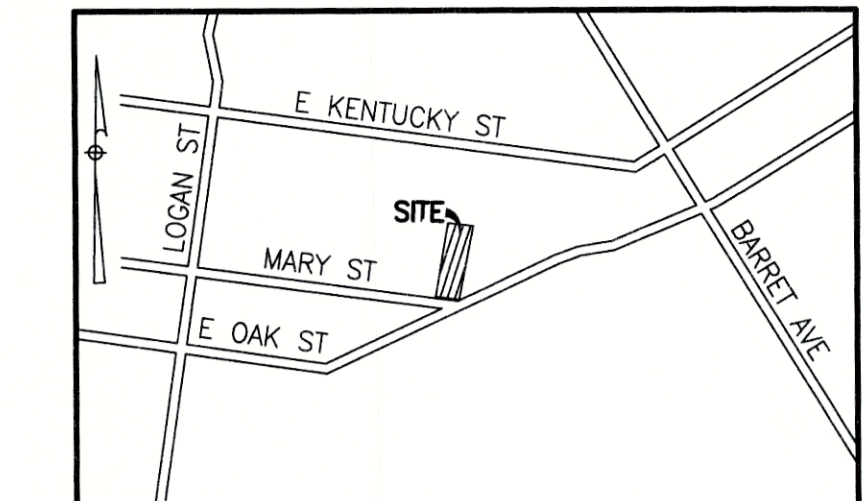 E KENTUCKY ST
LOGAN ST
SITE
MARY ST
BARRET AVE
E OAK ST